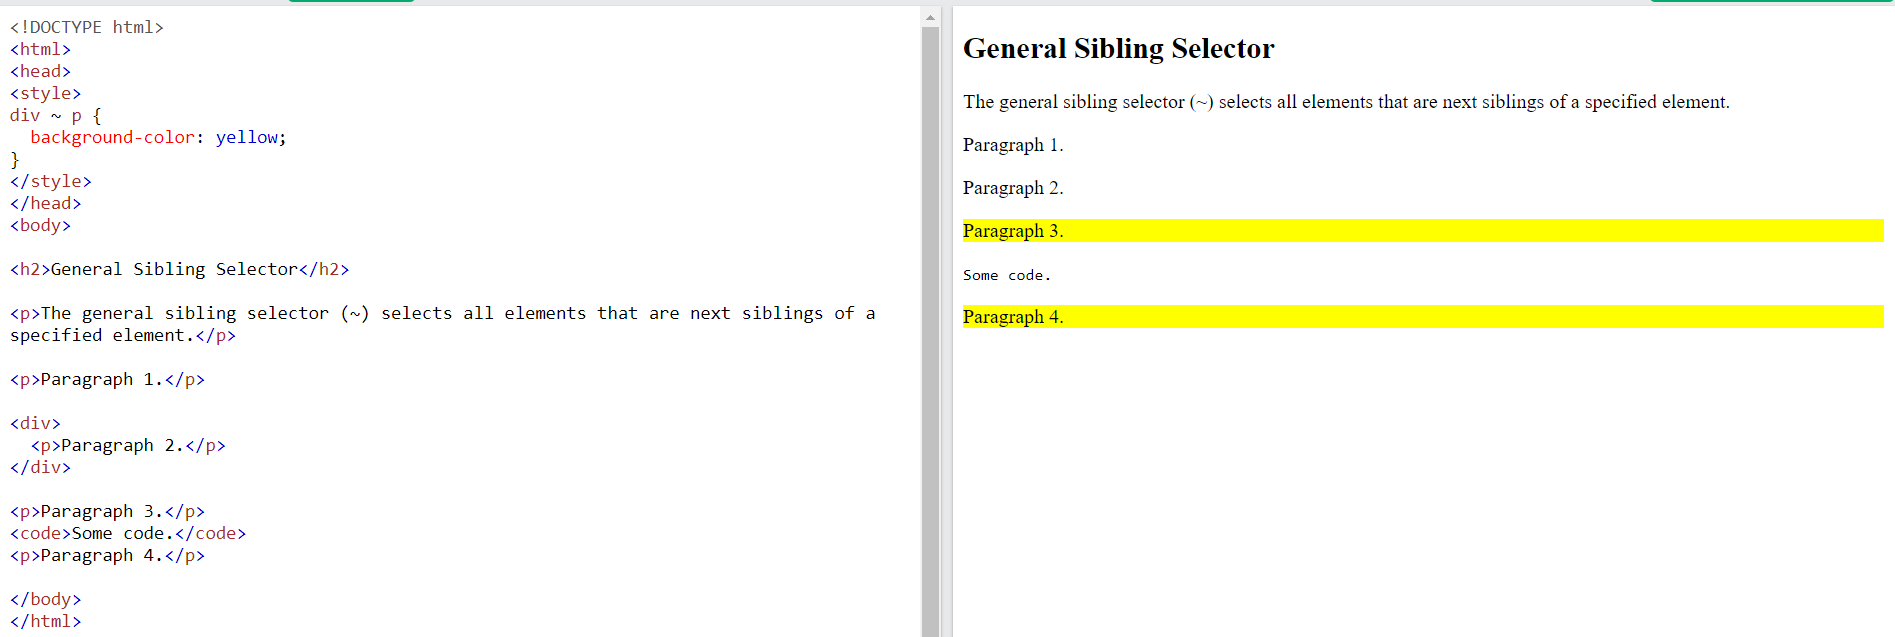 <!DOCTYPE html>
<html>
<head>
<style>
div ~ p {
  background-color: yellow;
}
</style>
</head>
<body>
<h2>General Sibling Selector</h2>
<p>The general sibling selector (~) selects all elements that are next siblings of a
specified element.</p>
<p>Paragraph 1.</p>
<div>
  <p>Paragraph 2.</p>
</div>
<p>Paragraph 3.</p>
<code>Some code.</code>
<p>Paragraph 4.</p>
</body>
</html>
General Sibling Selector
The general sibling selector (~) selects all elements that are next siblings of a specified element.
Paragraph 1.
Paragraph 2.
Paragraph 3.
Some code.
Paragraph 4.